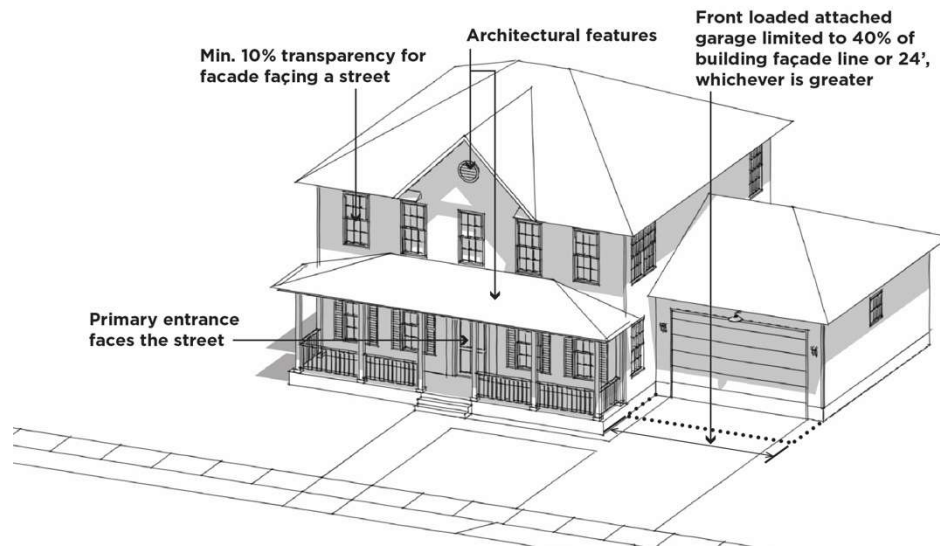 Min. 10% transparency for
facade façing a street
Architectural features
Front loaded attached
garage limited to 40% of
building façade line or 24’,
whichever is greater
Primary entrance
faces the street